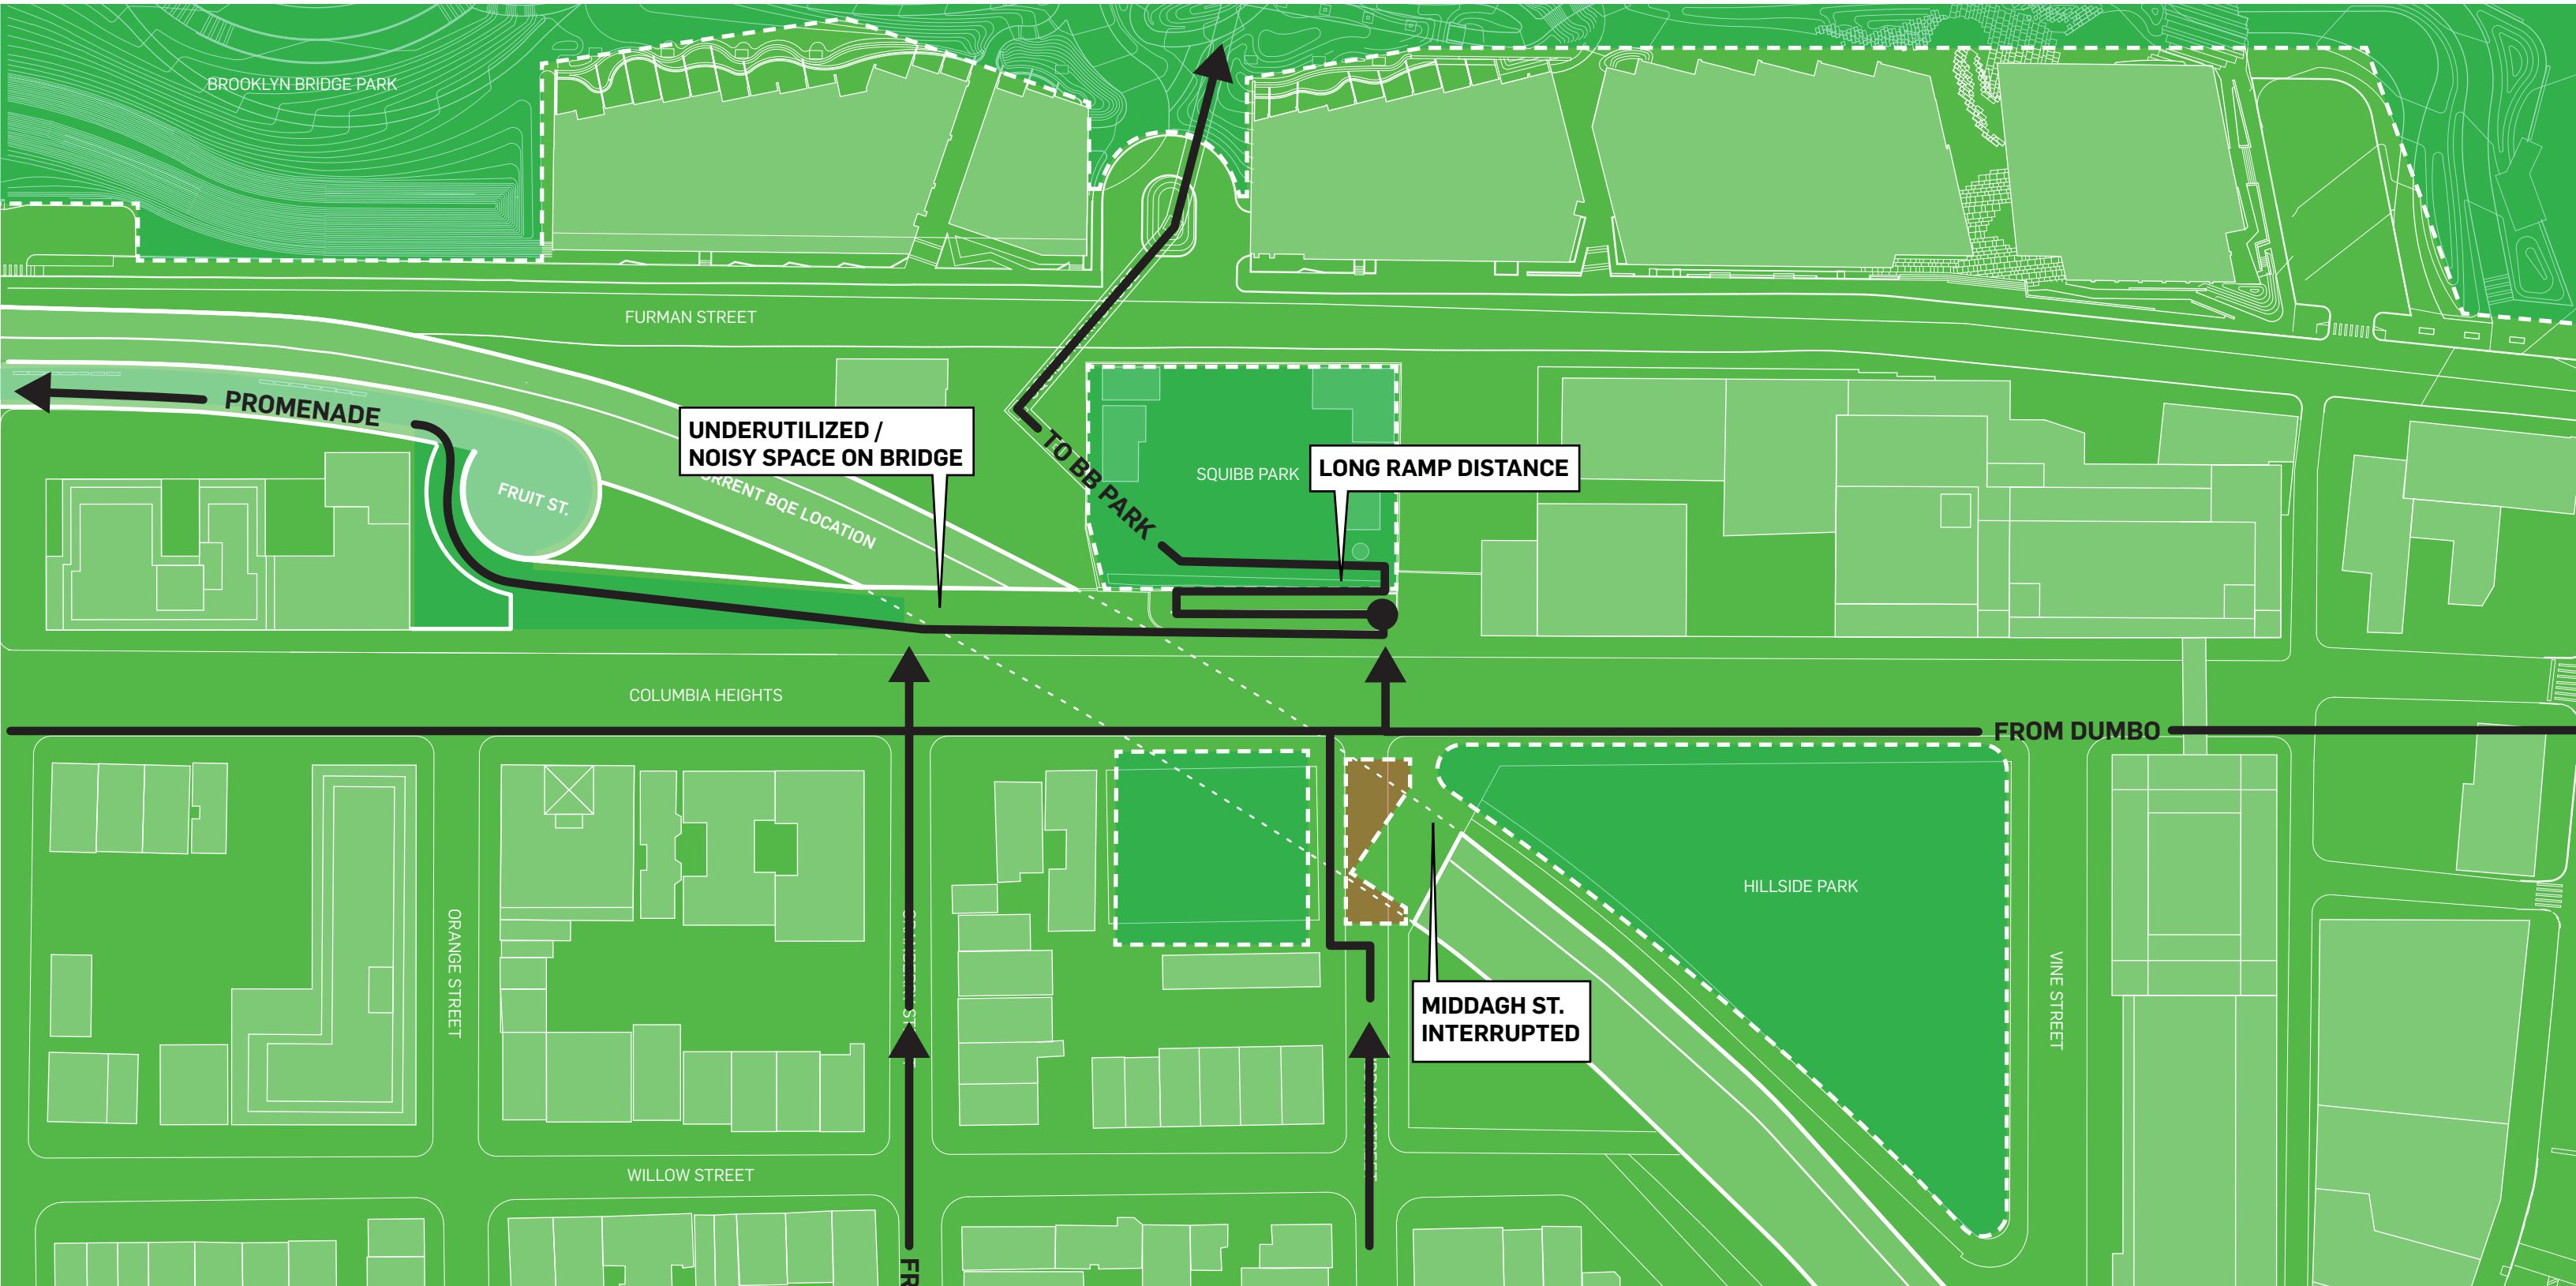 BROOKLYN BRIDGE PARK
FURMAN STREET
PROMENADE
UNDERUTILIZED /
NOISY SPACE ON BRIDGE
TO BB PARK
SQUIBB PARK
LONG RAMP DISTANCE
FRUIT ST.
BQE LOCATION
COLUMBIA HEIGHTS
FROM DUMBO
HILLSIDE PARK
ORANGE STREET
VINE STREET
MIDDAGH ST.
INTERRUPTED
WILLOW STREET